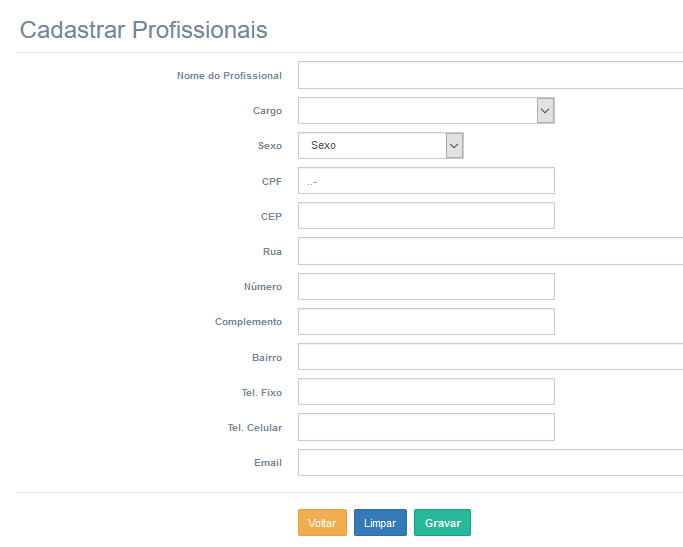 Cadastrar Profissionais
Nome do Profissional
Cargo
Sexo Sexo
CPF ..-
CEP
Rua
Número
Complemento
Bairro
Tel. Fixo
Tel. Celular
Email
Voltar Limpar Gravar